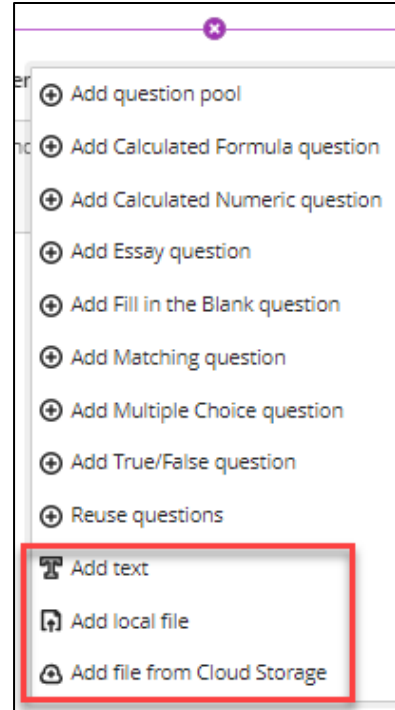 Add question pool
Add Calculated Formula question
Add Calculated Numeric question
Add Essay question
Add Fill in the Blank question
Add Matching question
Add Multiple Choice question
Add True/False question
Reuse questions
Add text
Add local file
Add file from Cloud Storage